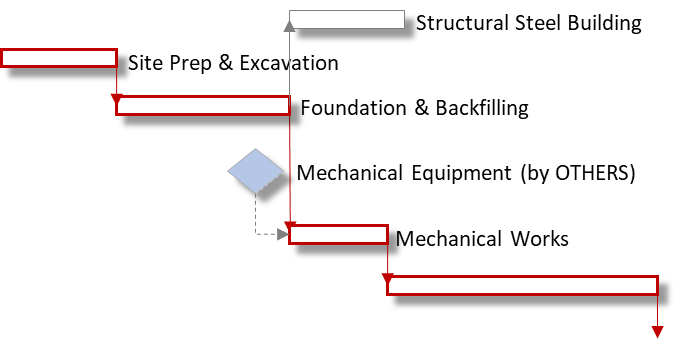 Structural Steel Building
Site Prep & Excavation
Foundation & Backfilling
Mechanical Equipment (by OTHERS)
Mechanical Works